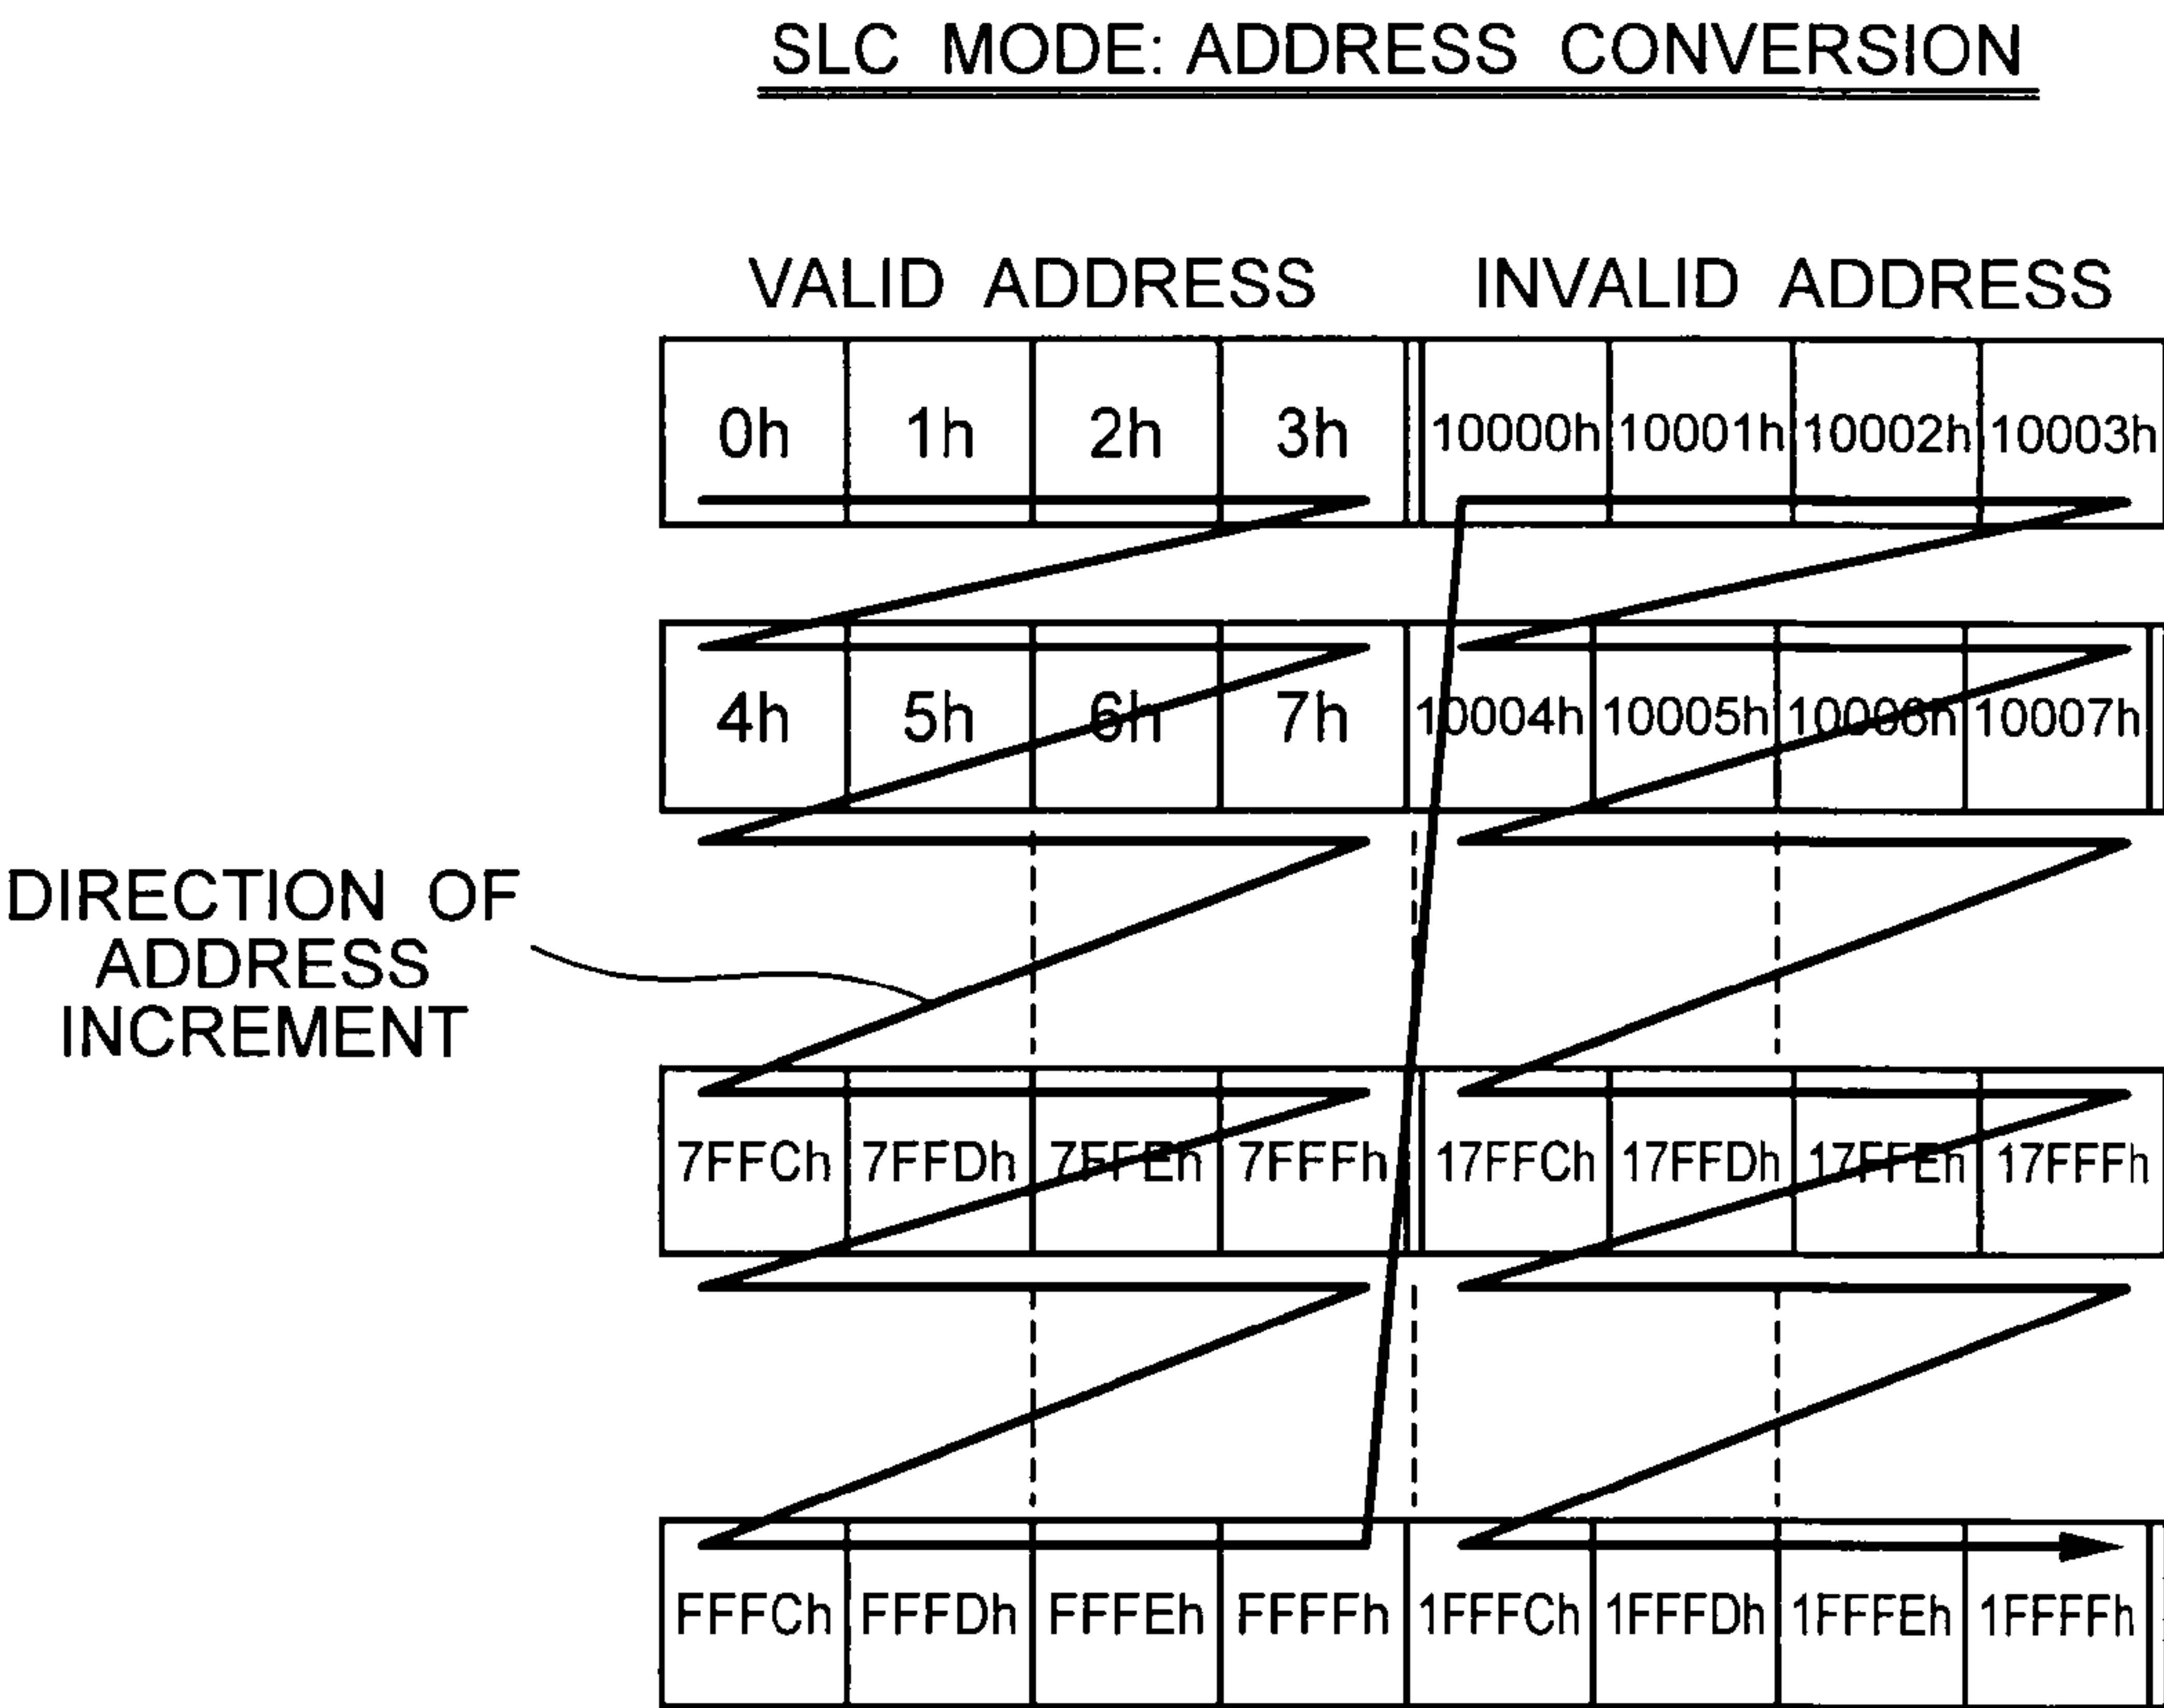 SLC MODE: ADDRESS CONVERSION
VALID ADDRESS INVALID ADDRESS
0h 1h 2h 3h 10000h 10001h 10002h 10003h
4h 5h 6h 7h 10004h 10005h 10006h 10007h
DIRECTION OF
ADDRESS
INCREMENT
7FFCh 7FFDh 7FFEh 7FFFh 17FFCh 17FFDh 17FFEh 17FFFh
FFFCh FFFDh FFFEh FFFFh 1FFFCh 1FFFDh 1FFFEh 1FFFFh